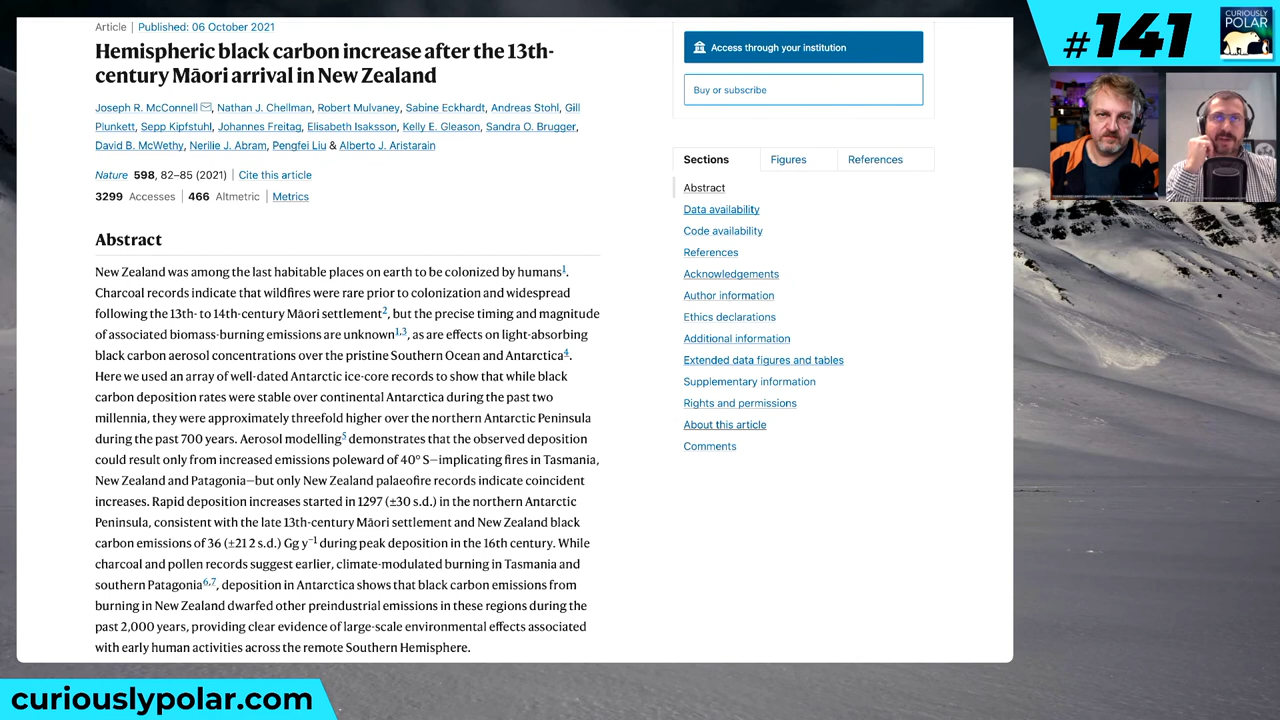 Article | Published: 06 October 2021
Hemispheric black carbon increase after the 13th-
century Māori arrival in New Zealand
Joseph R. McConnell, Nathan J. Chellman, Robert Mulvaney, Sabine Eckhardt, Andreas Stohl, Gill
Plunkett, Sepp Kipfstuhl, Johannes Freitag, Elisabeth Isaksson, Kelly E. Gleason, Sandra O. Brugger,
David B. McWethy, Nerilie J. Abram, Pengfei Liu & Alberto J. Aristarain
Nature 598, 82–85 (2021) | Cite this article
3299 Accesses | 466 Altmetric | Metrics
Abstract
New Zealand was among the last habitable places on earth to be colonized by humans1.
Charcoal records indicate that wildfires were rare prior to colonization and widespread
following the 13th- to 14th-century Māori settlement2, but the precise timing and magnitude
of associated biomass-burning emissions are unknown1,3, as are effects on light-absorbing
black carbon aerosol concentrations over the pristine Southern Ocean and Antarctica4.
Here we used an array of well-dated Antarctic ice-core records to show that while black
carbon deposition rates were stable over continental Antarctica during the past two
millennia, they were approximately threefold higher over the northern Antarctic Peninsula
during the past 700 years. Aerosol modelling5 demonstrates that the observed deposition
could result only from increased emissions poleward of 40° S—implicating fires in Tasmania,
New Zealand and Patagonia—but only New Zealand palaeofire records indicate coincident
increases. Rapid deposition increases started in 1297 (±30 s.d.) in the northern Antarctic
Peninsula, consistent with the late 13th-century Māori settlement and New Zealand black
carbon emissions of 36 (±21 2 s.d.) Gg y−1 during peak deposition in the 16th century. While
charcoal and pollen records suggest earlier, climate-modulated burning in Tasmania and
southern Patagonia6,7, deposition in Antarctica shows that black carbon emissions from
burning in New Zealand dwarfed other preindustrial emissions in these regions during the
past 2,000 years, providing clear evidence of large-scale environmental effects associated
with early human activities across the remote Southern Hemisphere.
Access through your institution
Buy or subscribe
Sections Figures References
Abstract
Data availability
Code availability
References
Acknowledgements
Author information
Ethics declarations
Additional information
Extended data figures and tables
Supplementary information
Rights and permissions
About this article
Comments
#141
CURIOUSLY
POLAR
curiouslypolar.com